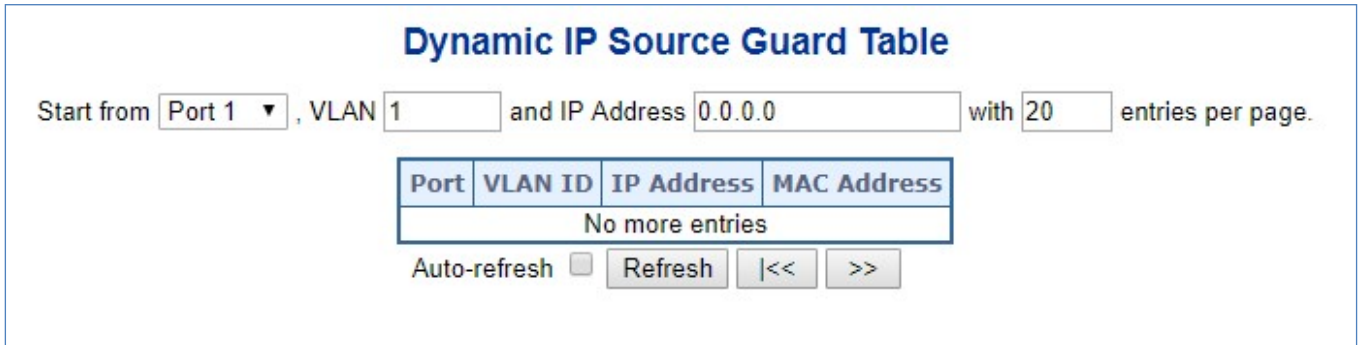 Dynamic IP Source Guard Table
Start from Port 1 ▼ , VLAN 1 and IP Address 0.0.0.0 with 20 entries per page.
Port VLAN ID IP Address MAC Address
No more entries
Auto-refresh Refresh |<< >>